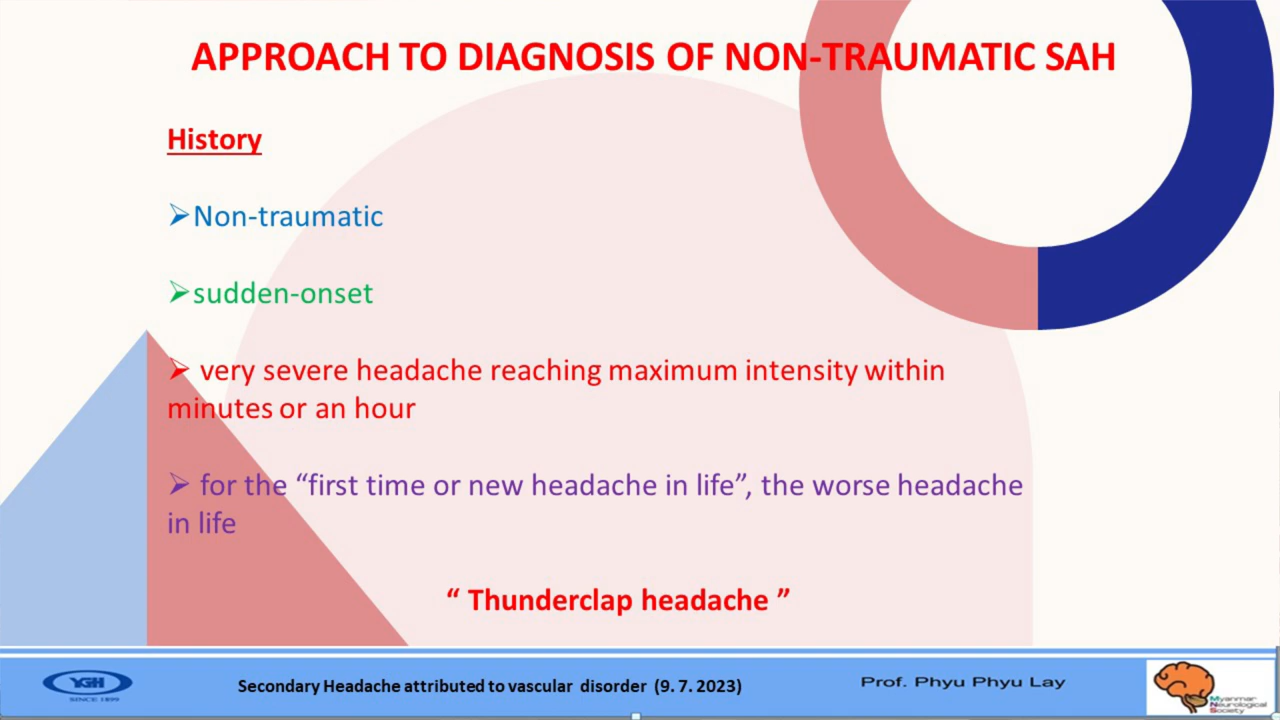 APPROACH TO DIAGNOSIS OF NON-TRAUMATIC SAH
History
➢Non-traumatic
➢sudden-onset
➢ very severe headache reaching maximum intensity within
minutes or an hour
➢ for the “first time or new headache in life”, the worse headache
in life
“ Thunderclap headache ”
YGH
SINCE 1899
Secondary Headache attributed to vascular disorder (9. 7. 2023)
Prof. Phyu Phyu Lay
Myanmar
Neurological
Society